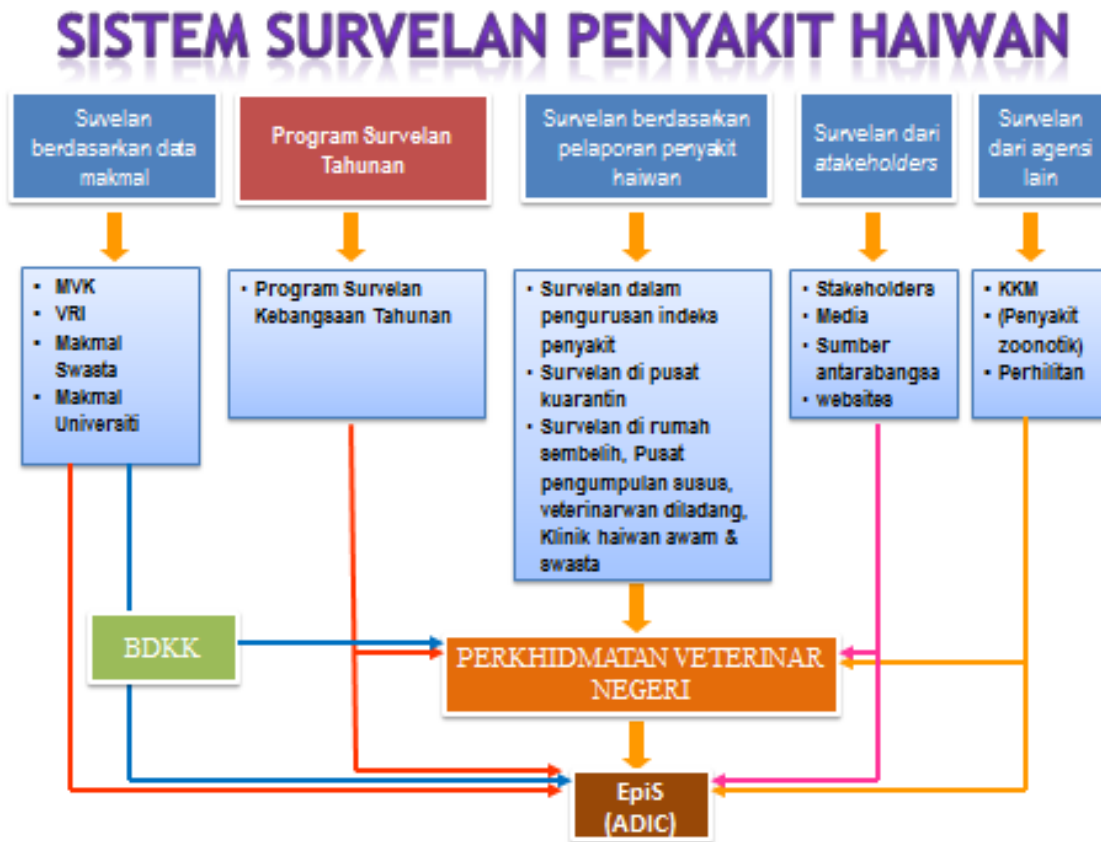 SISTEM SURVELAN PENYAKIT HAIWAN
Suvelan
berdasarkan data
makmal
Program Survelan
Tahunan
Survelan berdasarkan
pelaporan penyakit
haiwan
Survelan dari
atakeholders
Survelan
dari agensi
lain
▪ MVK
▪ VRI
▪ Makmal
Swasta
▪ Makmal
Universiti
• Program Survelan
Kebangsaan Tahunan
• Survelan dalam
pengurusan indeks
penyakit
• Survelan di pusat
kuarantin
• Survelan di rumah
sembelih, Pusat
pengumpulan susus,
veterinarwan diladang,
Klinik haiwan awam &
swasta
• Stakeholders
• Media
• Sumber
antarabangsa
• websites
• KKM
• (Penyakit
zoonotik)
• Perhilitan
BDKK
PERKHIDMATAN VETERINAR
NEGERI
EpiS
(ADIC)